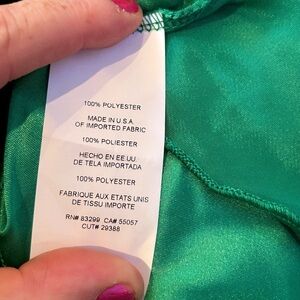 100% POLYESTER
MADE IN U.S.A.
OF IMPORTED FABRIC
100% POLIESTER
HECHO EN EE.UU.
DE TELA IMPORTADA
100% POLYESTER
FABRIQUE AUX ETATS UNIS
DE TISSU IMPORTE
RN# 83299 CA# 55057
CUT# 29388